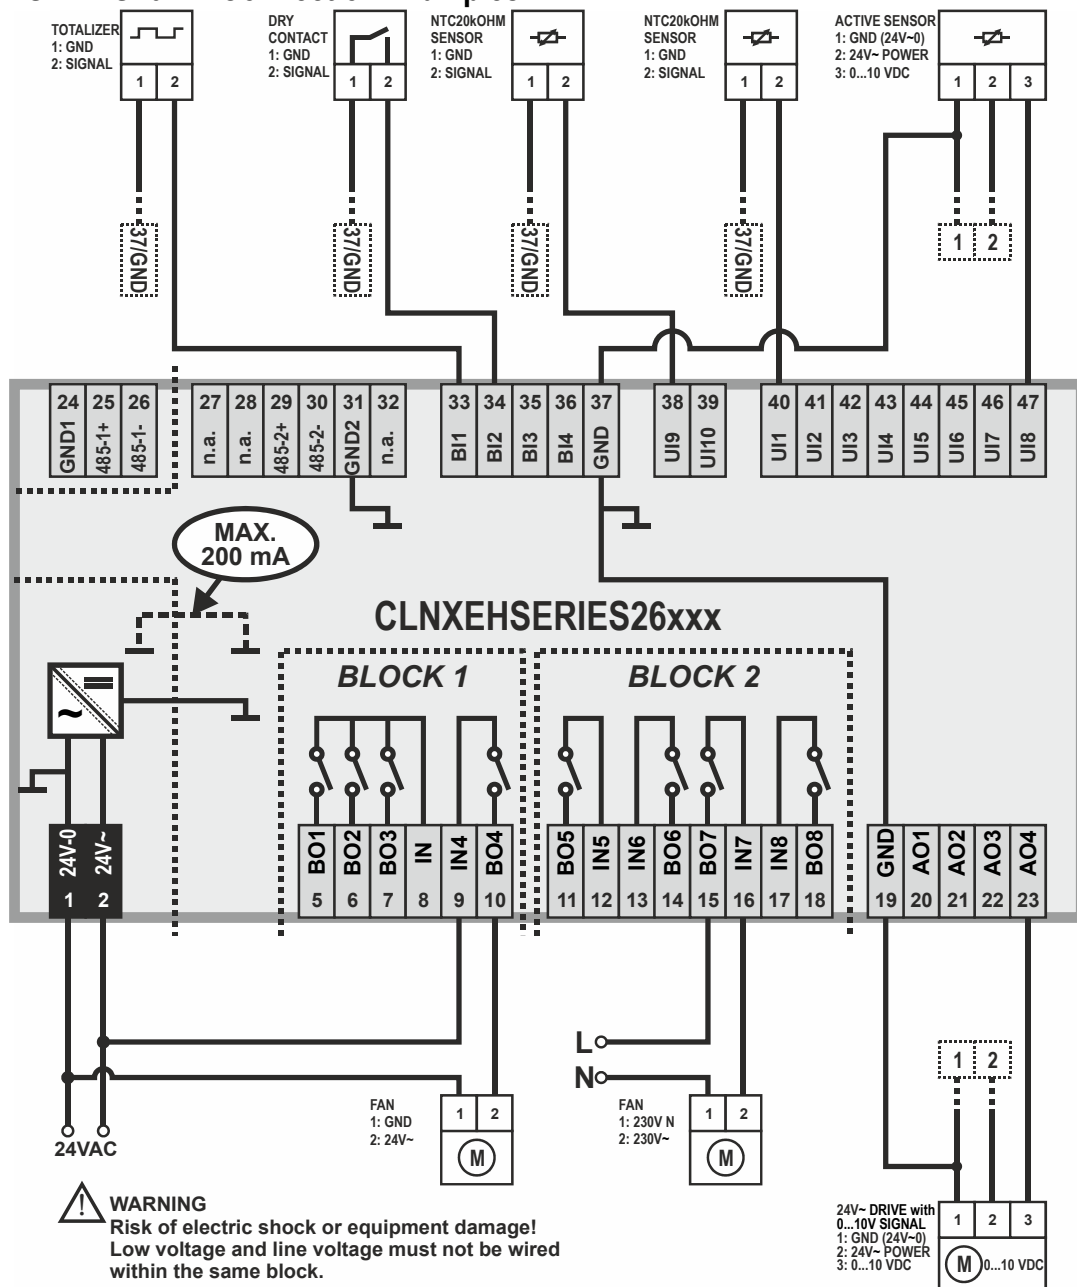 TOTALIZER
1: GND
2: SIGNAL
1 2
DRY
CONTACT
1: GND
2: SIGNAL
1 2
NTC20kOHM
SENSOR
1: GND
2: SIGNAL
1 2
NTC20kOHM
SENSOR
1: GND
2: SIGNAL
1 2
ACTIVE SENSOR
1: GND (24V~0)
2: 24V~ POWER
3: 0...10 VDC
1 2 3
37/GND
37/GND
37/GND
37/GND
1 2
24 25 26
GND1 485-1+ 485-1-
27 28 29 30 31 32
n.a. n.a. 485-2+ 485-2- GND2 n.a.
33 34 35 36 37
BI1 BI2 BI3 BI4 GND
38 39
UI9 UI10
40 41 42 43 44 45 46 47
UI1 UI2 UI3 UI4 UI5 UI6 UI7 UI8
MAX.
200 mA
CLNXEHSERIES26xxx
BLOCK 1
BLOCK 2
24V-0 24V~
1 2
BO1 BO2 BO3 IN IN4 BO4
5 6 7 8 9 10
BO5 IN5 IN6 BO6 BO7 IN7 IN8 BO8
11 12 13 14 15 16 17 18
GND AO1 AO2 AO3 AO4
19 20 21 22 23
L
N
1 2
24VAC
FAN
1: GND
2: 24V~
1 2
M
FAN
1: 230V N
2: 230V~
1 2
M
WARNING
Risk of electric shock or equipment damage!
Low voltage and line voltage must not be wired
within the same block.
24V~ DRIVE with
0...10V SIGNAL
1: GND (24V~0)
2: 24V~ POWER
3: 0...10 VDC
1 2 3
M 0...10 VDC